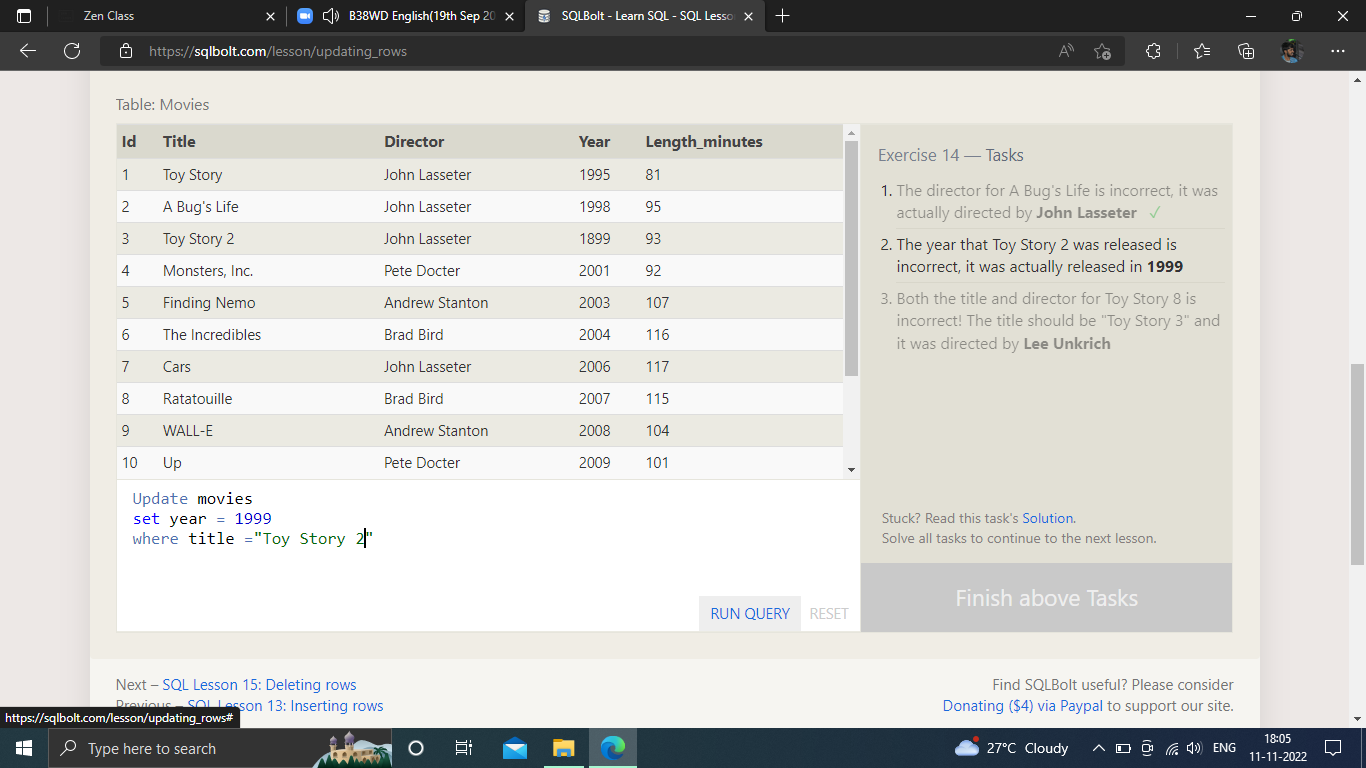 Zen Class
B38WD English(19th Sep 20
SQLBolt - Learn SQL - SQL Lesso
https://sqlbolt.com/lesson/updating_rows
Table: Movies
Id Title Director Year Length_minutes
1 Toy Story John Lasseter 1995 81
2 A Bug's Life John Lasseter 1998 95
3 Toy Story 2 John Lasseter 1899 93
4 Monsters, Inc. Pete Docter 2001 92
5 Finding Nemo Andrew Stanton 2003 107
6 The Incredibles Brad Bird 2004 116
7 Cars John Lasseter 2006 117
8 Ratatouille Brad Bird 2007 115
9 WALL-E Andrew Stanton 2008 104
10 Up Pete Docter 2009 101
Update movies
set year = 1999
where title ="Toy Story 2"
RUN QUERY RESET
Exercise 14 — Tasks
1. The director for A Bug's Life is incorrect, it was
actually directed by John Lasseter ✓
2. The year that Toy Story 2 was released is
incorrect, it was actually released in 1999
3. Both the title and director for Toy Story 8 is
incorrect! The title should be "Toy Story 3" and
it was directed by Lee Unkrich
Stuck? Read this task's Solution.
Solve all tasks to continue to the next lesson.
Finish above Tasks
Next – SQL Lesson 15: Deleting rows
Previous – SQL Lesson 13: Inserting rows
Find SQLBolt useful? Please consider
Donating ($4) via Paypal to support our site.
https://sqlbolt.com/lesson/updating_rows#
Type here to search
27°C Cloudy
ENG
18:05
11-11-2022